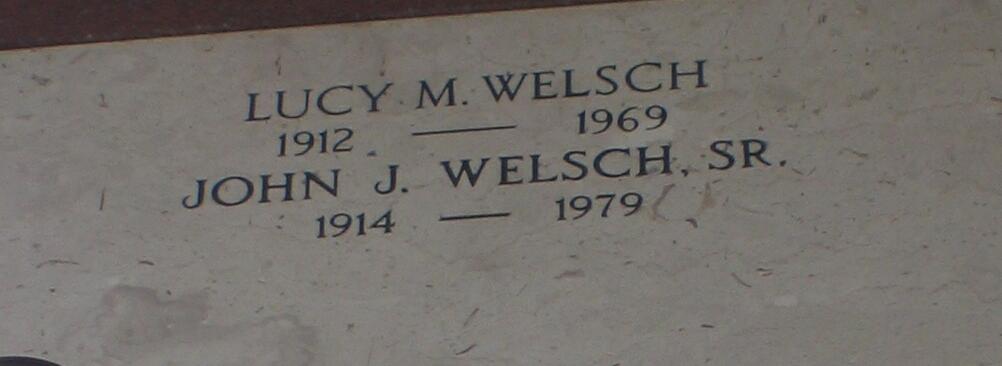 LUCY M. WELSCH
1912 — 1969
JOHN J. WELSCH, SR.
1914 — 1979